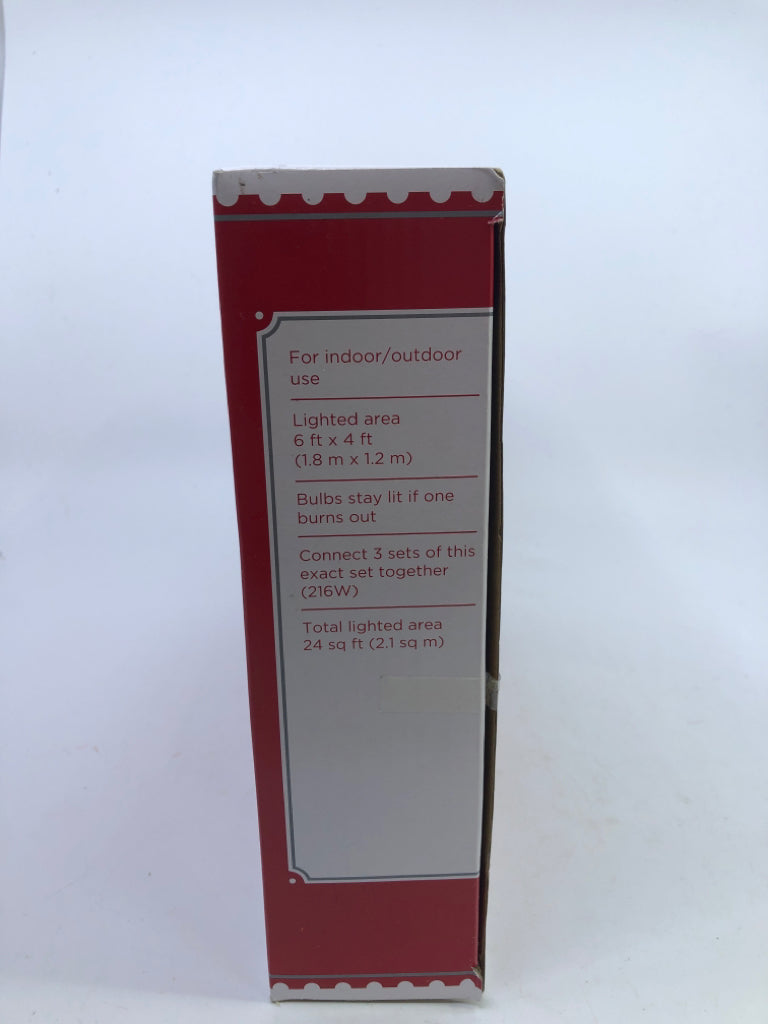 For indoor/outdoor
use
Lighted area
6 ft x 4 ft
(1.8 m x 1.2 m)
Bulbs stay lit if one
burns out
Connect 3 sets of this
exact set together
(216W)
Total lighted area
24 sq ft (2.1 sq m)